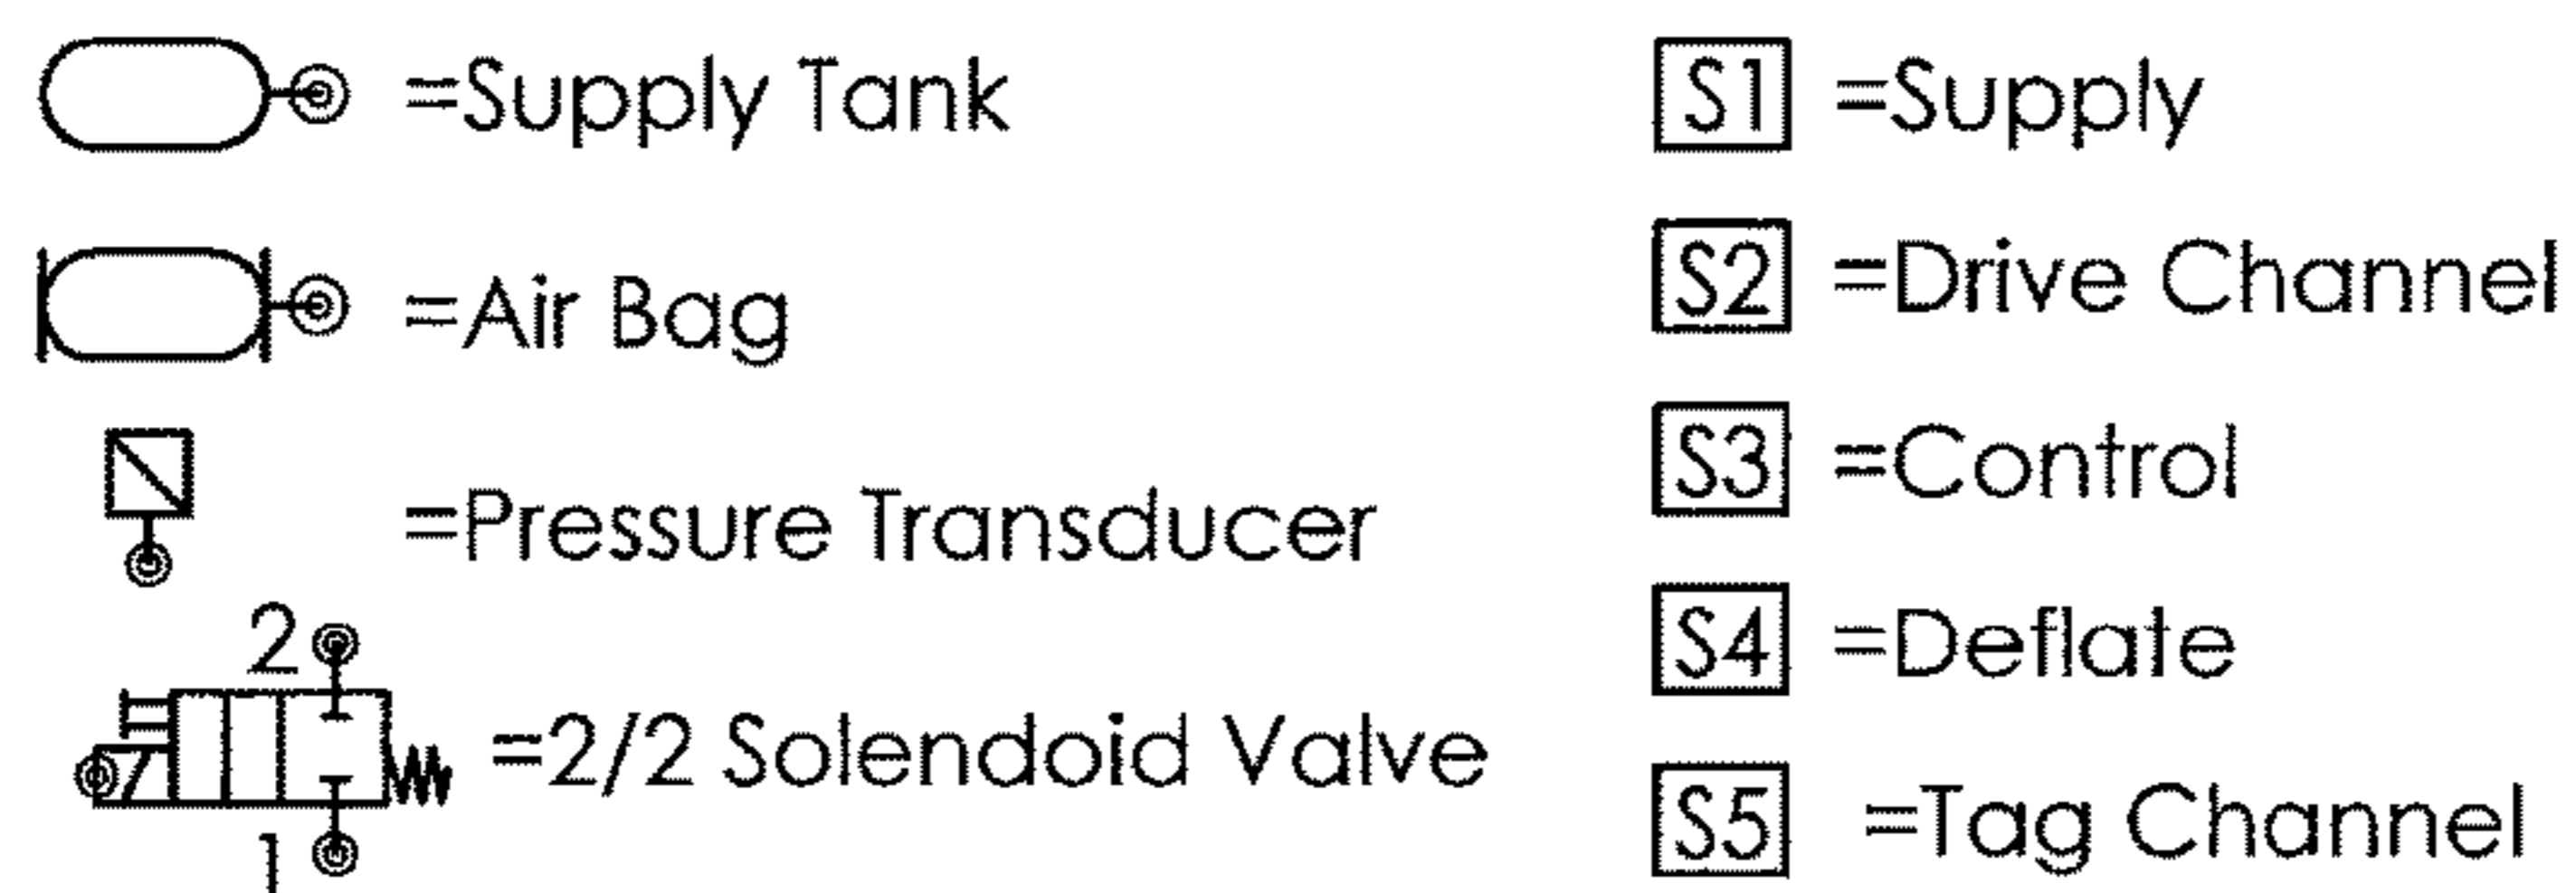 =Supply Tank
=Air Bag
=Pressure Transducer
2
=2/2 Solendoid Valve
1
S1 =Supply
S2 =Drive Channel
S3 =Control
S4 =Deflate
S5 =Tag Channel